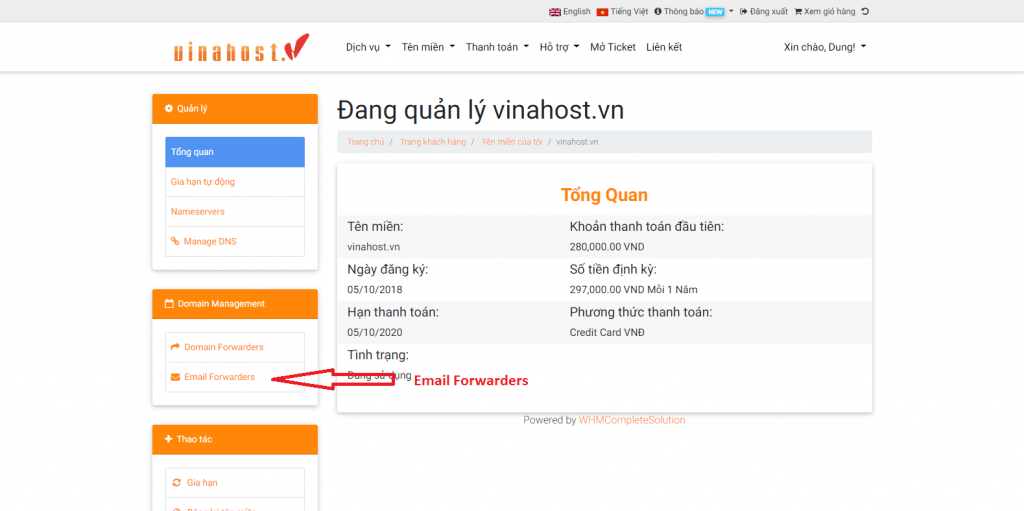 English Tiếng Việt Thông báo NEW Đăng xuất Xem giỏ hàng
vinahost.
Dịch vụ Tên miền Thanh toán Hỗ trợ Mở Ticket Liên kết Xin chào, Dung!
Quản lý
Tổng quan
Gia hạn tự động
Nameservers
Manage DNS
Domain Management
Domain Forwarders
Email Forwarders
Thao tác
Gia hạn
Đang quản lý vinahost.vn
Trang chủ / Trang khách hàng / Tên miền của tôi / vinahost.vn
Tổng Quan
Tên miền: Khoản thanh toán đầu tiên:
vinahost.vn 280,000.00 VND
Ngày đăng ký: Số tiền định kỳ:
05/10/2018 297,000.00 VND Mỗi 1 Năm
Hạn thanh toán: Phương thức thanh toán:
05/10/2020 Credit Card VNĐ
Tình trạng:
Đang sử dụng
Email Forwarders
Powered by WHMCompleteSolution